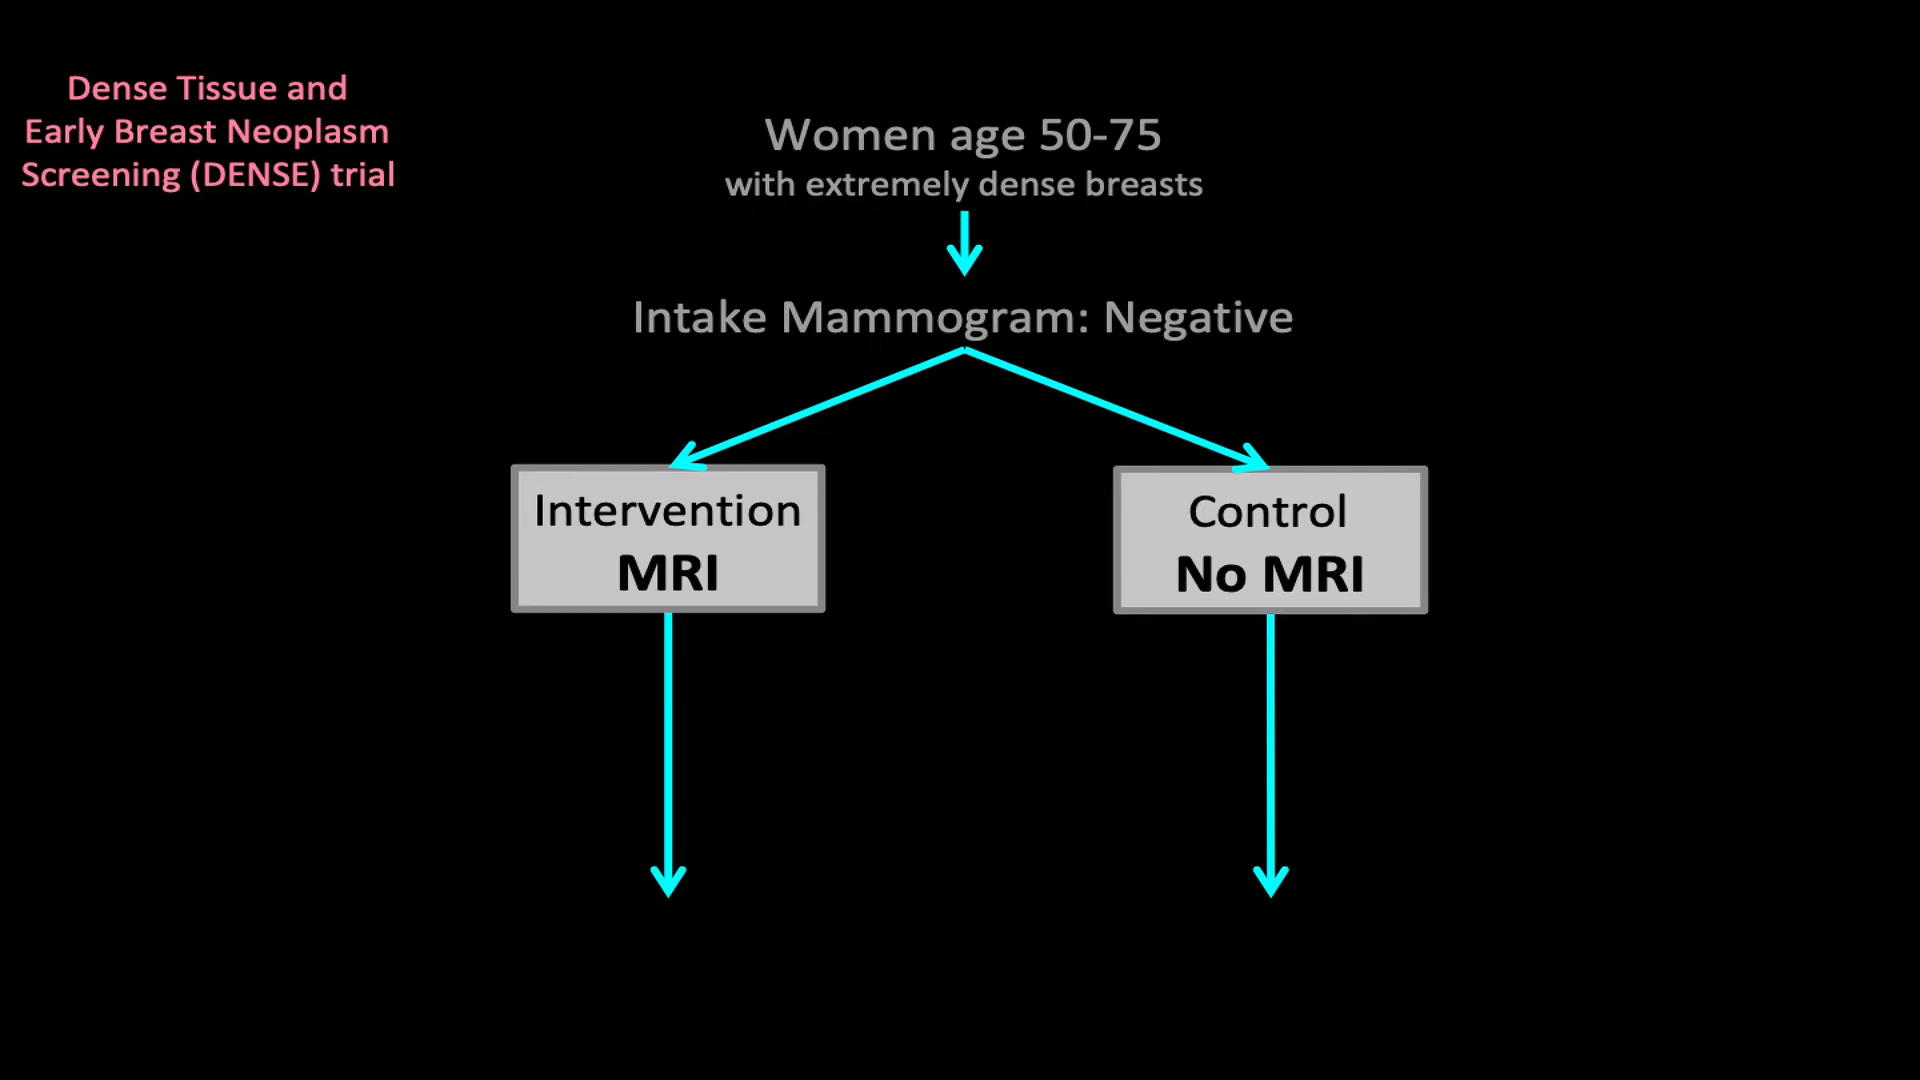 Dense Tissue and
Early Breast Neoplasm
Screening (DENSE) trial
Women age 50-75
with extremely dense breasts
Intake Mammogram: Negative
Intervention
MRI
Control
No MRI